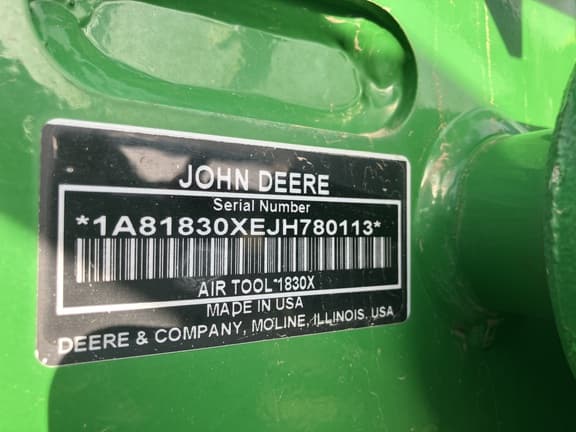 JOHN DEERE
Serial Number
*1A81830XEJH780113*
AIR TOOL*1830X
MADE IN USA
DEERE & COMPANY, MOLINE, ILLINOIS, USA